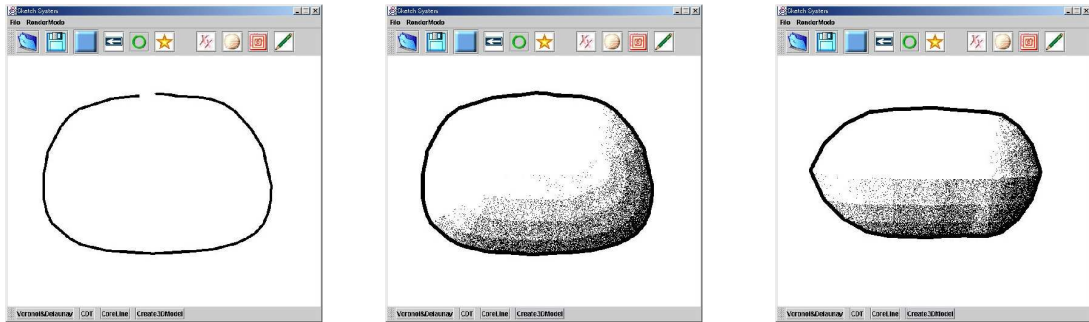 Sketch System
File RenderMode
Voronoi&Delaunay CDT CoreLine Create3DModel
Sketch System
File RenderMode
Voronoi&Delaunay CDT CoreLine Create3DModel
Sketch System
File RenderMode
Voronoi&Delaunay CDT CoreLine Create3DModel